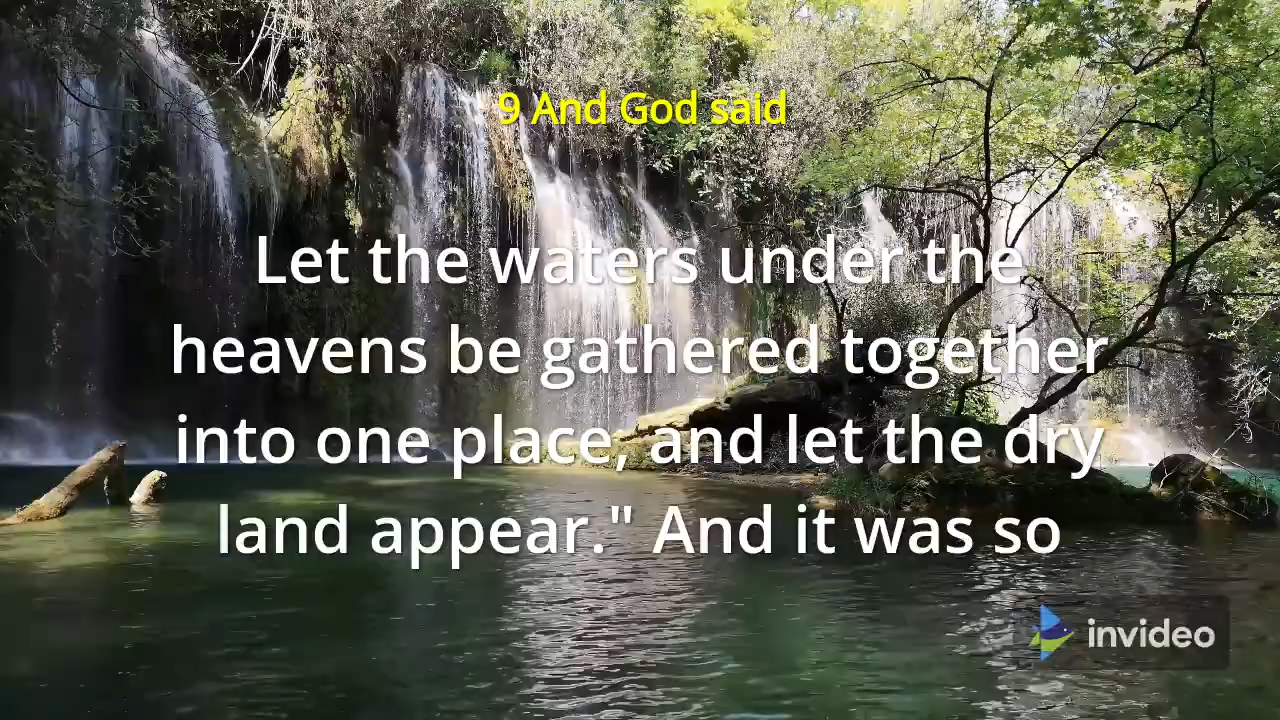 9 And God said
Let the waters under the
heavens be gathered together
into one place, and let the dry
land appear." And it was so
invideo